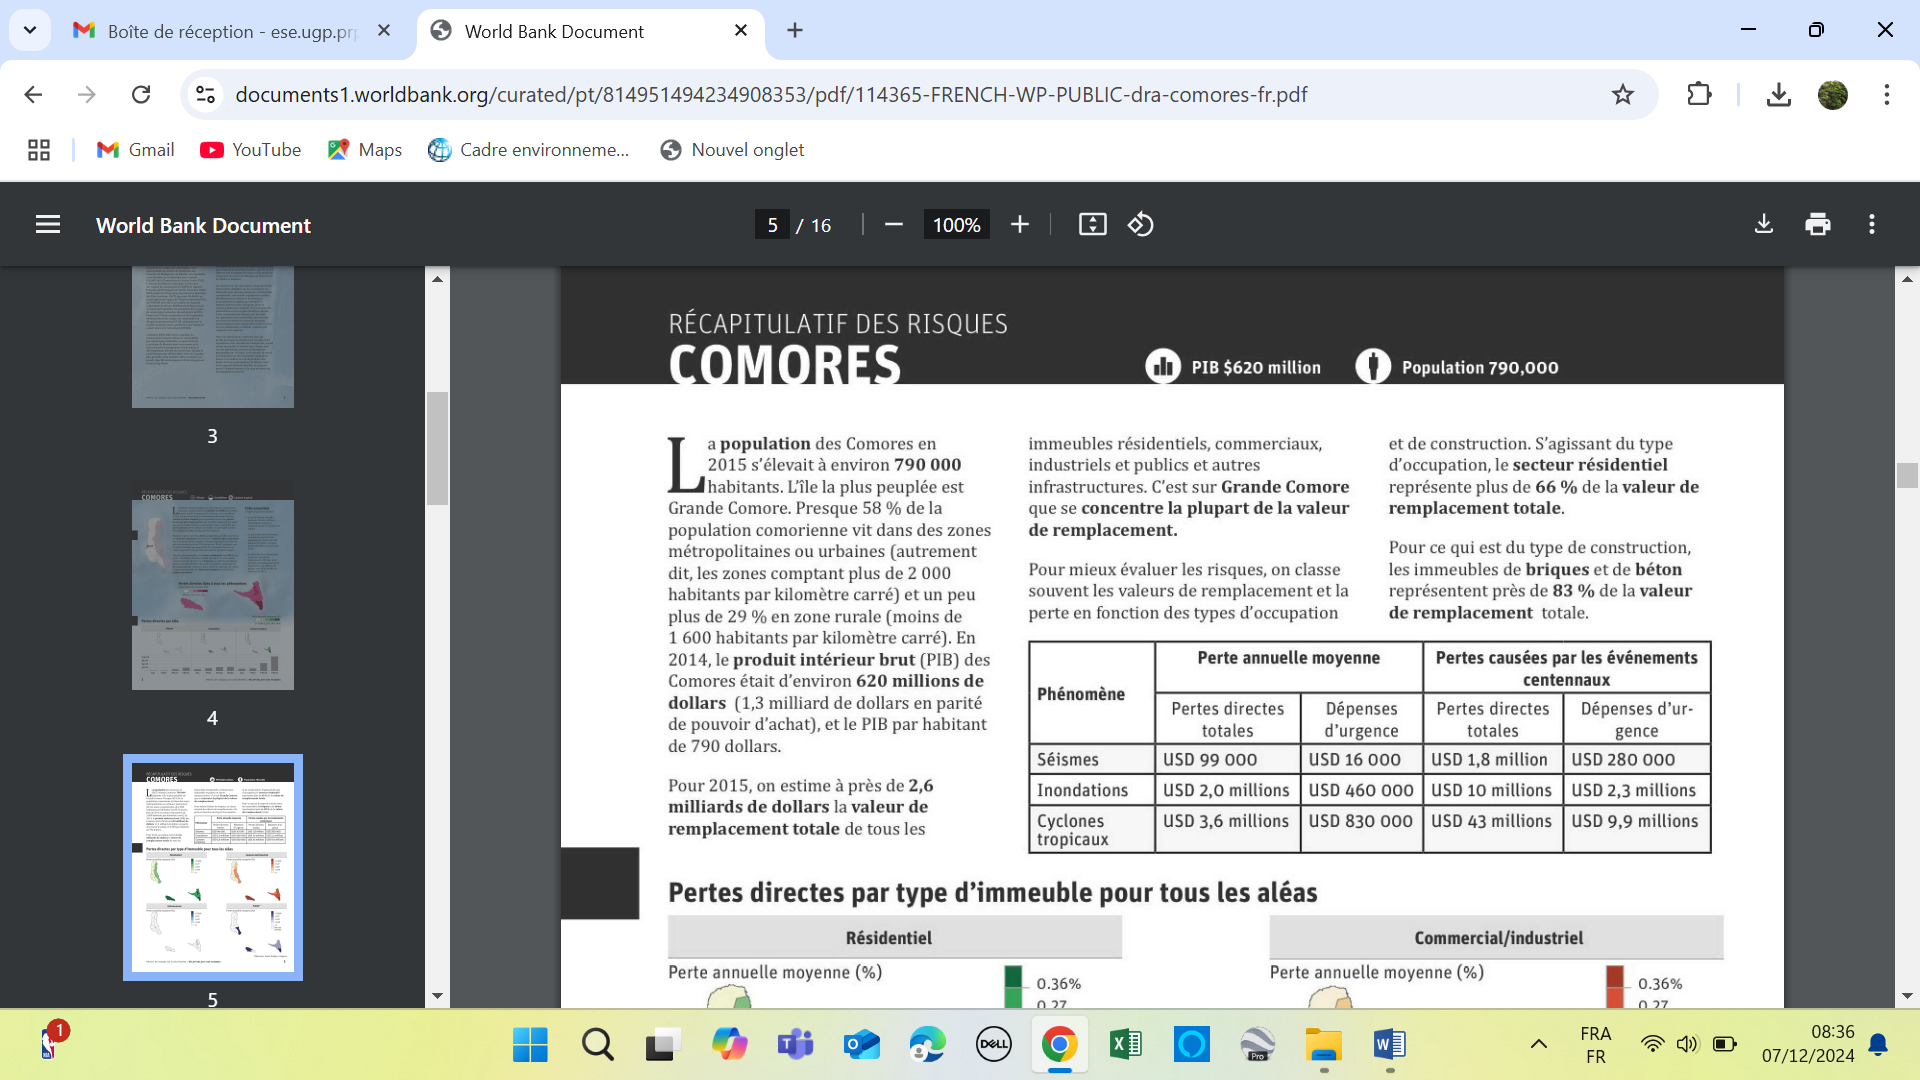 Boîte de réception - ese.ugp.prp
World Bank Document
documents1.worldbank.org/curated/pt/814951494234908353/pdf/114365-FRENCH-WP-PUBLIC-dra-comores-fr.pdf
Gmail
YouTube
Maps
Cadre environneme...
Nouvel onglet
World Bank Document
5 / 16
100%
3
4
5
RÉCAPITULATIF DES RISQUES
COMORES
PIB $620 million
Population 790,000
La population des Comores en
2015 s'élevait à environ 790 000
habitants. L'île la plus peuplée est
Grande Comore. Presque 58 % de la
population comorienne vit dans des zones
métropolitaines ou urbaines (autrement
dit, les zones comptant plus de 2 000
habitants par kilomètre carré) et un peu
plus de 29 % en zone rurale (moins de
1 600 habitants par kilomètre carré). En
2014, le produit intérieur brut (PIB) des
Comores était d'environ 620 millions de
dollars (1,3 milliard de dollars en parité
de pouvoir d'achat), et le PIB par habitant
de 790 dollars.
Pour 2015, on estime à près de 2,6
milliards de dollars la valeur de
remplacement totale de tous les
immeubles résidentiels, commerciaux,
industriels et publics et autres
infrastructures. C'est sur Grande Comore
que se concentre la plupart de la valeur
de remplacement.
Pour mieux évaluer les risques, on classe
souvent les valeurs de remplacement et la
perte en fonction des types d'occupation
et de construction. S'agissant du type
d'occupation, le secteur résidentiel
représente plus de 66 % de la valeur de
remplacement totale.
Pour ce qui est du type de construction,
les immeubles de briques et de béton
représentent près de 83 % de la valeur
de remplacement totale.
Phénomène
Perte annuelle moyenne
Pertes causées par les événements
centennaux
Pertes directes
totales
Dépenses
d'urgence
Pertes directes
totales
Dépenses d'ur-
gence
Séismes USD 99 000 USD 16 000 USD 1,8 million USD 280 000
Inondations USD 2,0 millions USD 460 000 USD 10 millions USD 2,3 millions
Cyclones
tropicaux USD 3,6 millions USD 830 000 USD 43 millions USD 9,9 millions
Pertes directes par type d'immeuble pour tous les aléas
Résidentiel
Commercial/industriel
Perte annuelle moyenne (%)
0.36%
0.27
Perte annuelle moyenne (%)
0.36%
0.27
1
DELL
Pro
FRA
FR
08:36
07/12/2024